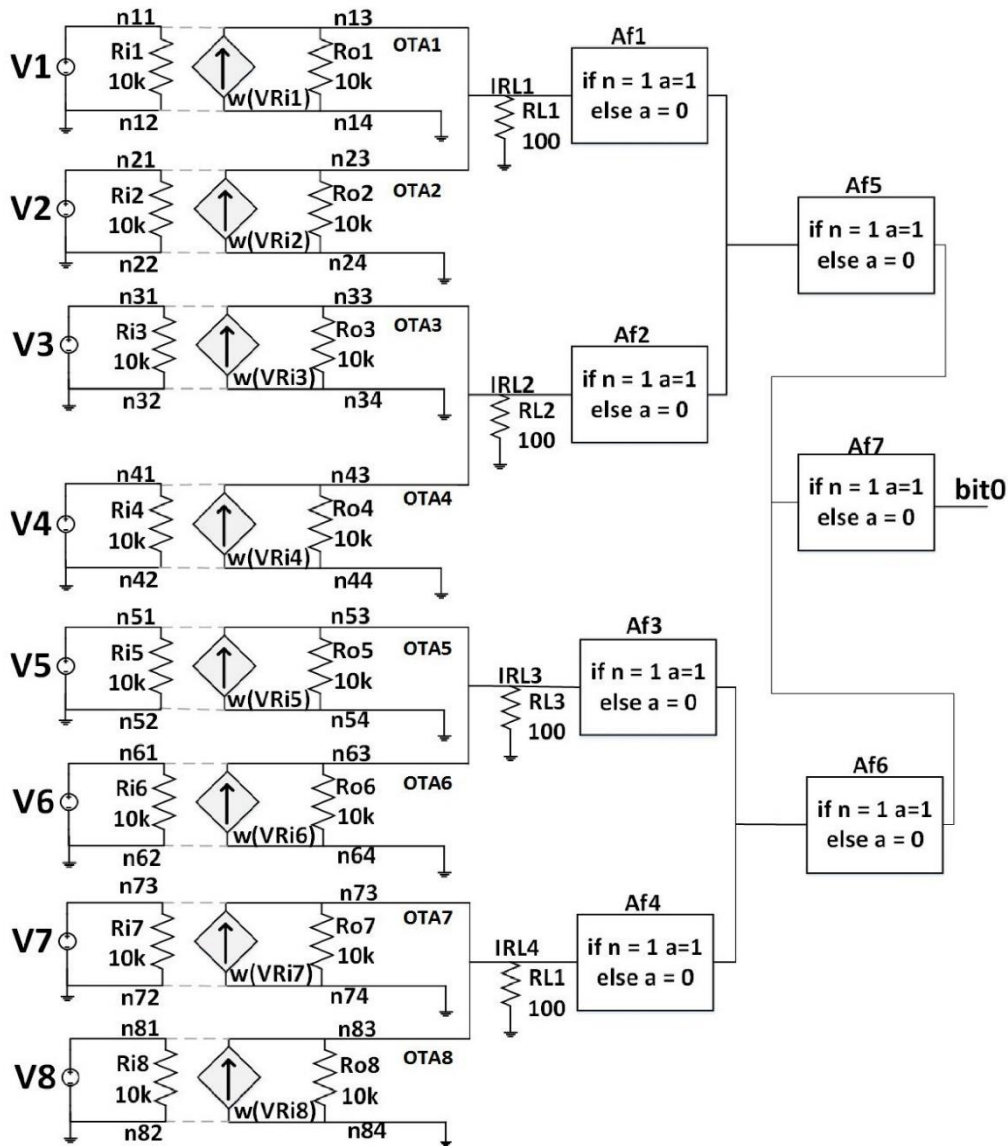 n11
n13
V1
Ri1
10k
w(VRi1)
Ro1
10k
OTA1
n12
n14
IRL1
RL1
100
Af1
if n = 1 a=1
else a = 0
n21
n23
V2
Ri2
10k
w(VRi2)
Ro2
10k
OTA2
n22
n24
Af5
if n = 1 a=1
else a = 0
n31
n33
V3
Ri3
10k
w(VRi3)
Ro3
10k
OTA3
n32
n34
IRL2
RL2
100
Af2
if n = 1 a=1
else a = 0
n41
n43
V4
Ri4
10k
w(VRi4)
Ro4
10k
OTA4
n42
n44
Af7
if n = 1 a=1
else a = 0
bit0
n51
n53
V5
Ri5
10k
w(VRi5)
Ro5
10k
OTA5
n52
n54
IRL3
RL3
100
Af3
if n = 1 a=1
else a = 0
n61
n63
V6
Ri6
10k
w(VRi6)
Ro6
10k
OTA6
n62
n64
Af6
if n = 1 a=1
else a = 0
n73
n73
V7
Ri7
10k
w(VRi7)
Ro7
10k
OTA7
n72
n74
IRL4
RL1
100
Af4
if n = 1 a=1
else a = 0
n81
n83
V8
Ri8
10k
w(VRi8)
Ro8
10k
OTA8
n82
n84